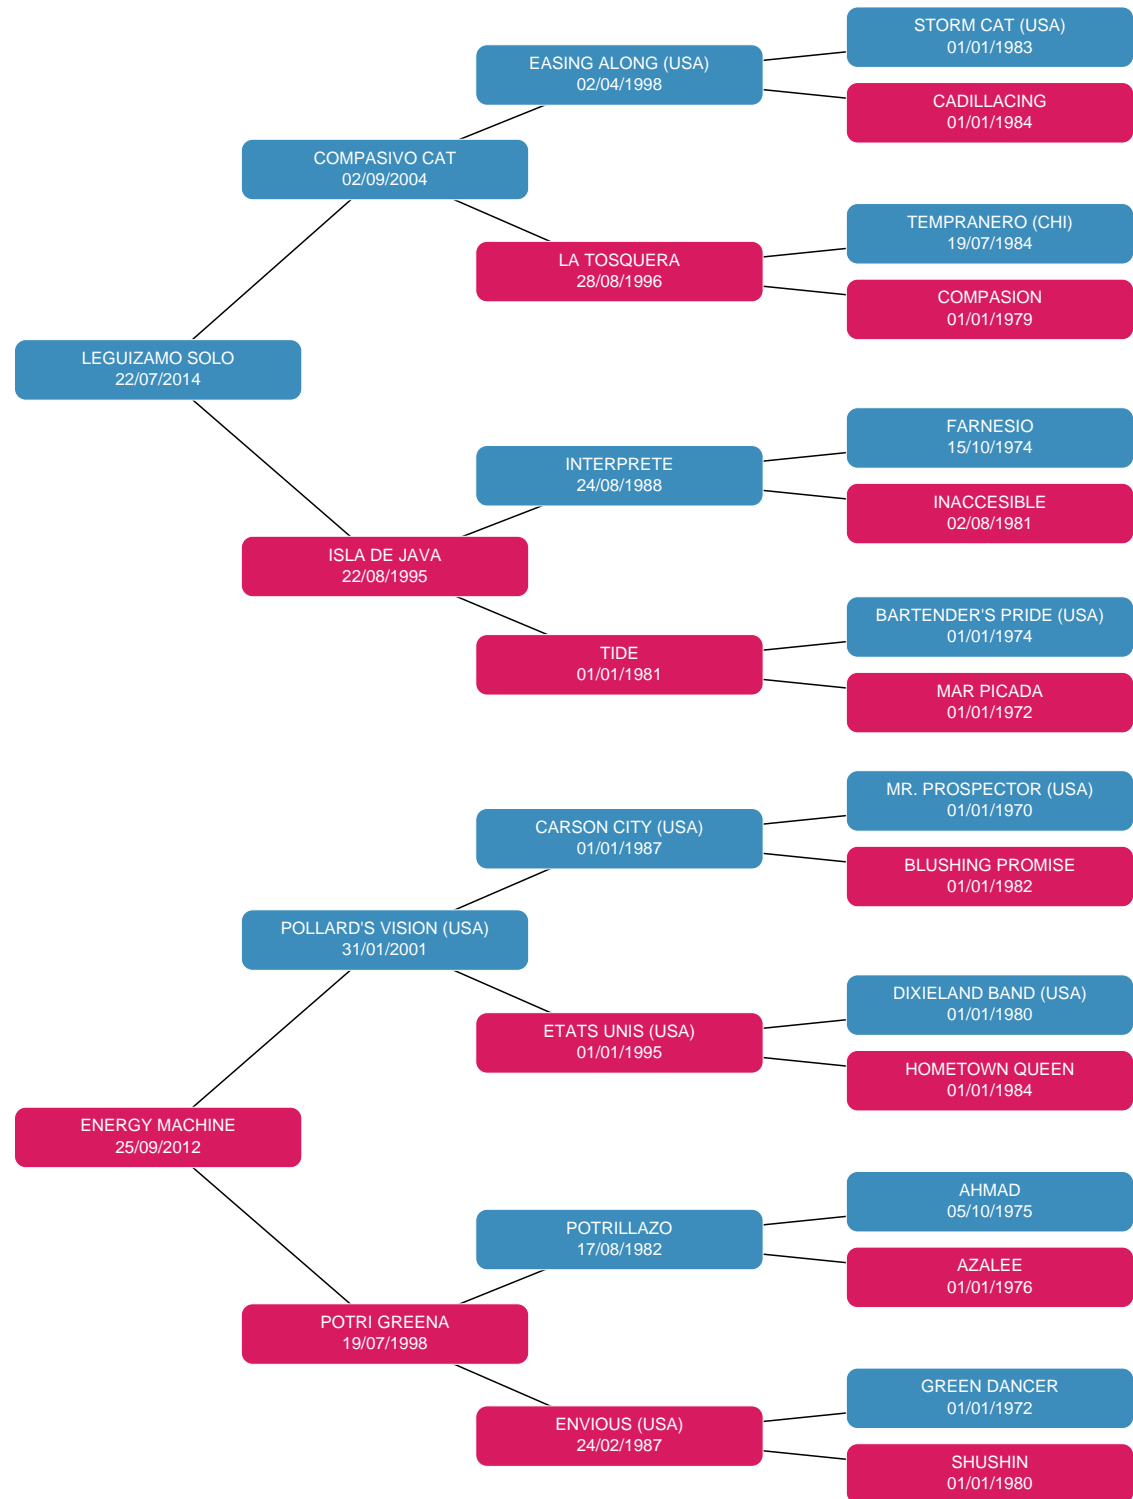 STORM CAT (USA)
01/01/1983
EASING ALONG (USA)
02/04/1998
CADILLACING
01/01/1984
COMPASIVO CAT
02/09/2004
TEMPRANERO (CHI)
19/07/1984
LA TOSQUERA
28/08/1996
COMPASION
01/01/1979
LEGUIZAMO SOLO
22/07/2014
FARNESIO
15/10/1974
INTERPRETE
24/08/1988
INACCESIBLE
02/08/1981
ISLA DE JAVA
22/08/1995
BARTENDER'S PRIDE (USA)
01/01/1974
TIDE
01/01/1981
MAR PICADA
01/01/1972
MR. PROSPECTOR (USA)
01/01/1970
CARSON CITY (USA)
01/01/1987
BLUSHING PROMISE
01/01/1982
POLLARD'S VISION (USA)
31/01/2001
DIXIELAND BAND (USA)
01/01/1980
ETATS UNIS (USA)
01/01/1995
HOMETOWN QUEEN
01/01/1984
ENERGY MACHINE
25/09/2012
AHMAD
05/10/1975
POTRILLAZO
17/08/1982
AZALEE
01/01/1976
POTRI GREENA
19/07/1998
GREEN DANCER
01/01/1972
ENVIOUS (USA)
24/02/1987
SHUSHIN
01/01/1980